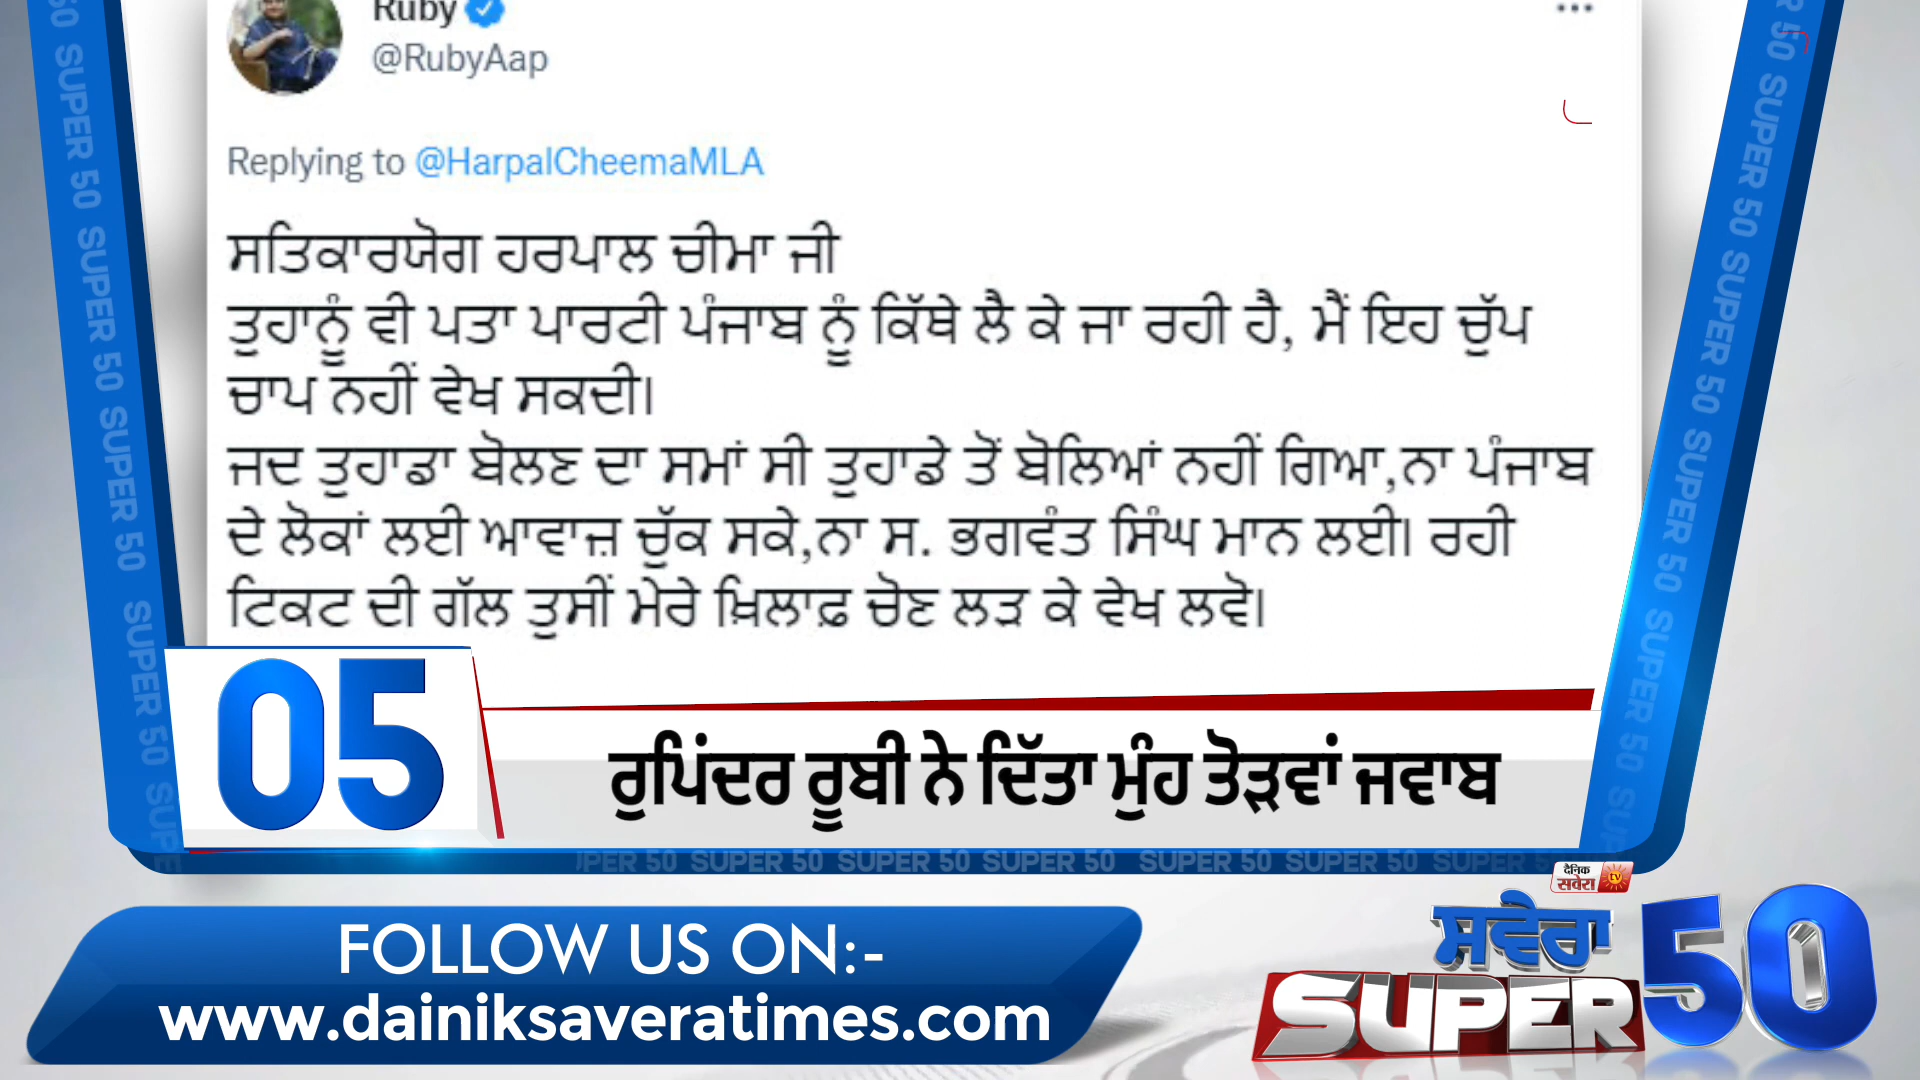 Ruby
@RubyAap
Replying to @HarpalCheemaMLA
ਸਤਿਕਾਰਯੋਗ ਹਰਪਾਲ ਚੀਮਾ ਜੀ
ਤੁਹਾਨੂੰ ਵੀ ਪਤਾ ਪਾਰਟੀ ਪੰਜਾਬ ਨੂੰ ਕਿੱਥੇ ਲੈ ਕੇ ਜਾ ਰਹੀ ਹੈ, ਮੈਂ ਇਹ ਚੁੱਪ
ਚਾਪ ਨਹੀਂ ਵੇਖ ਸਕਦੀ।
ਜਦ ਤੁਹਾਡਾ ਬੋਲਣ ਦਾ ਸਮਾਂ ਸੀ ਤੁਹਾਡੇ ਤੋਂ ਬੋਲਿਆਂ ਨਹੀਂ ਗਿਆ,ਨਾ ਪੰਜਾਬ
ਦੇ ਲੋਕਾਂ ਲਈ ਆਵਾਜ਼ ਚੁੱਕ ਸਕੇ,ਨਾ ਸ. ਭਗਵੰਤ ਸਿੰਘ ਮਾਨ ਲਈ। ਰਹੀ
ਟਿਕਟ ਦੀ ਗੱਲ ਤੁਸੀਂ ਮੇਰੇ ਖ਼ਿਲਾਫ਼ ਚੋਣ ਲੜ ਕੇ ਵੇਖ ਲਵੋ।
05
ਰੁਪਿੰਦਰ ਰੂਬੀ ਨੇ ਦਿੱਤਾ ਮੂੰਹ ਤੋੜਵਾਂ ਜਵਾਬ
SUPER 50 SUPER 50 SUPER 50 SUPER 50 SUPER 50
FOLLOW US ON:-
www.dainiksaveratimes.com
दैनिक
सवेरा tv
ਸਵੇਰਾ
SUPER 50